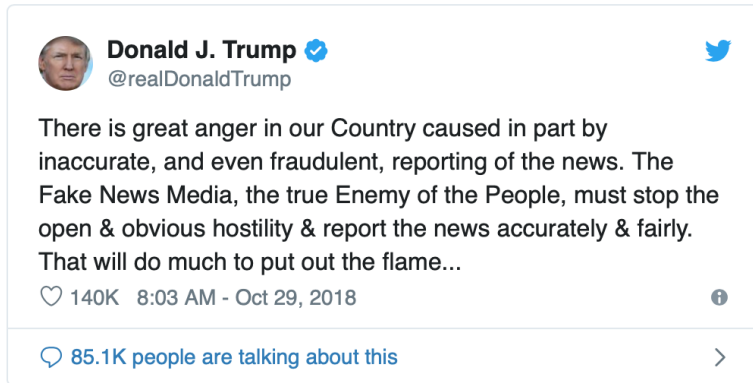 Donald J. Trump
@realDonaldTrump
There is great anger in our Country caused in part by
inaccurate, and even fraudulent, reporting of the news. The
Fake News Media, the true Enemy of the People, must stop the
open & obvious hostility & report the news accurately & fairly.
That will do much to put out the flame...
140K 8:03 AM - Oct 29, 2018
85.1K people are talking about this